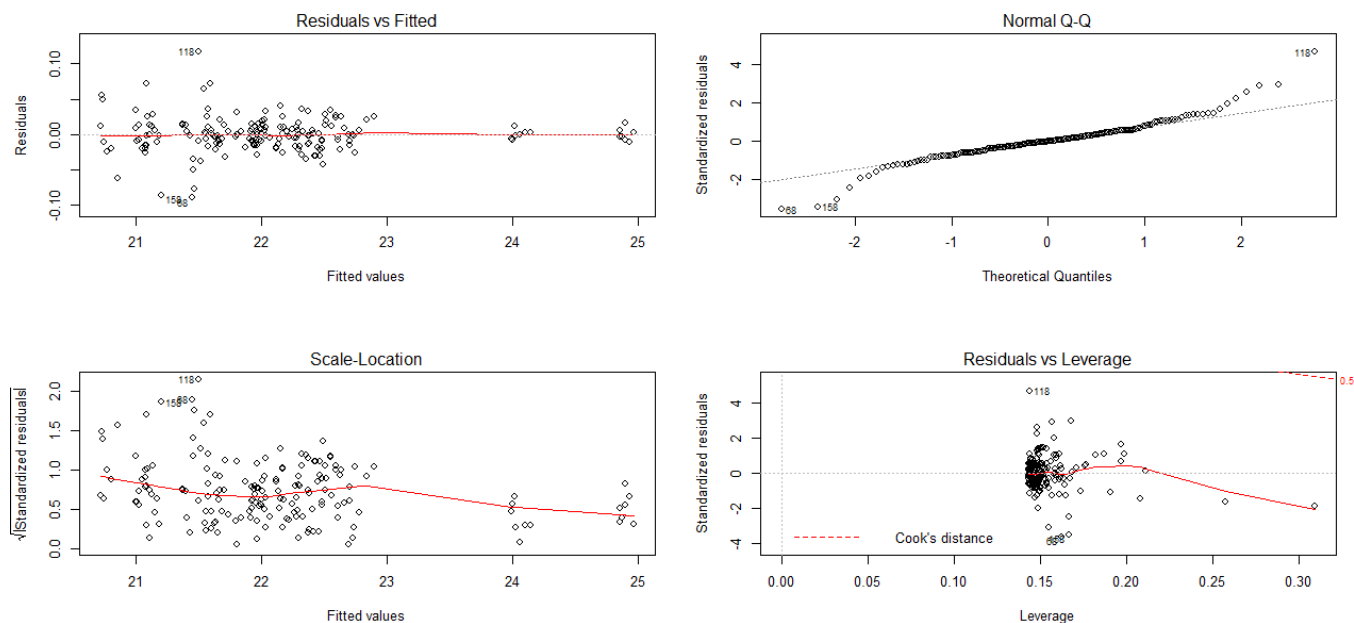 Residuals vs Fitted
Residuals
0.10
0.00
-0.10
118
158
68
21 22 23 24 25
Fitted values
Normal Q-Q
Standardized residuals
4
2
0
-2
118
68
158
-2 -1 0 1 2
Theoretical Quantiles
Scale-Location
√|Standardized residuals|
2.0
1.5
1.0
0.5
0.0
118
158
68
21 22 23 24 25
Fitted values
Residuals vs Leverage
Standardized residuals
4
2
0
-2
-4
118
68
158
0.5
Cook's distance
0.00 0.05 0.10 0.15 0.20 0.25 0.30
Leverage